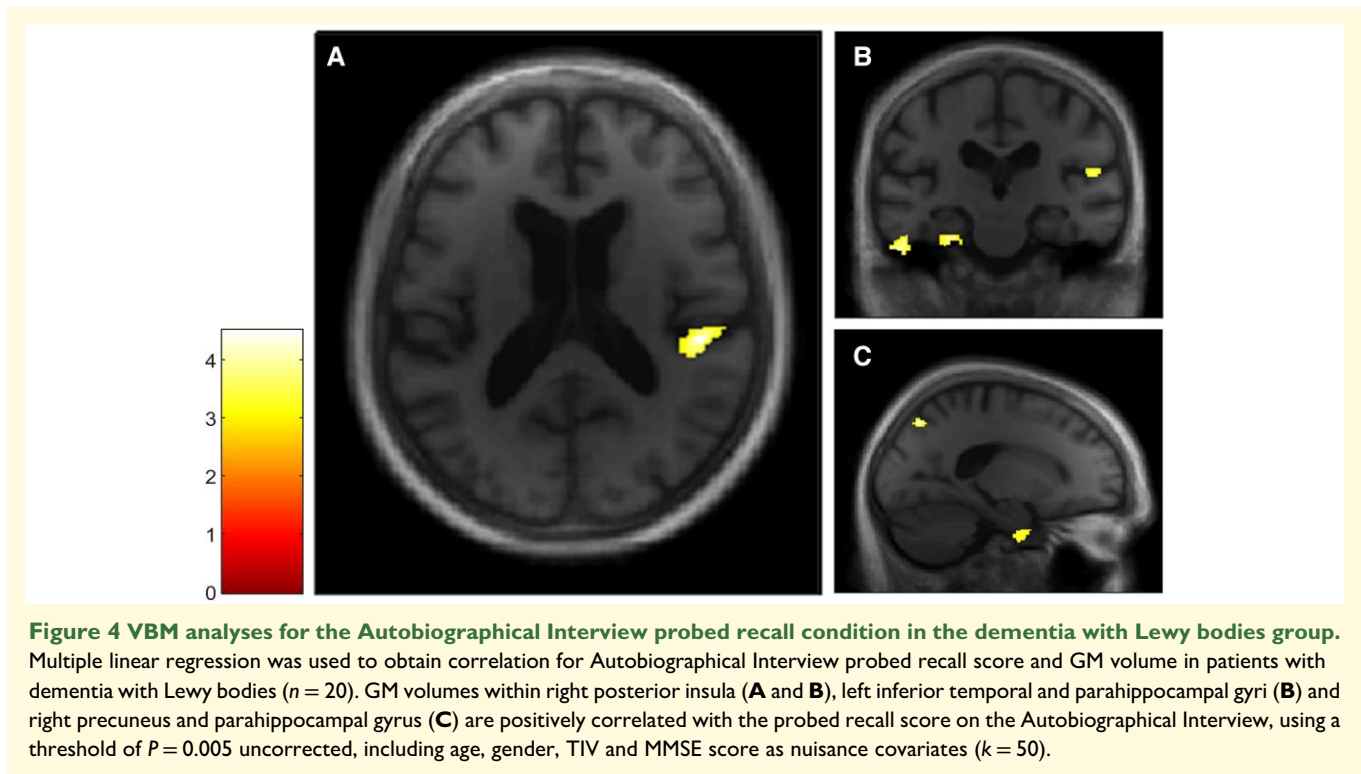 A
B
C
4
3
2
1
0
Figure 4 VBM analyses for the Autobiographical Interview probed recall condition in the dementia with Lewy bodies group.
Multiple linear regression was used to obtain correlation for Autobiographical Interview probed recall score and GM volume in patients with
dementia with Lewy bodies (n = 20). GM volumes within right posterior insula (A and B), left inferior temporal and parahippocampal gyri (B) and
right precuneus and parahippocampal gyrus (C) are positively correlated with the probed recall score on the Autobiographical Interview, using a
threshold of P = 0.005 uncorrected, including age, gender, TIV and MMSE score as nuisance covariates (k = 50).